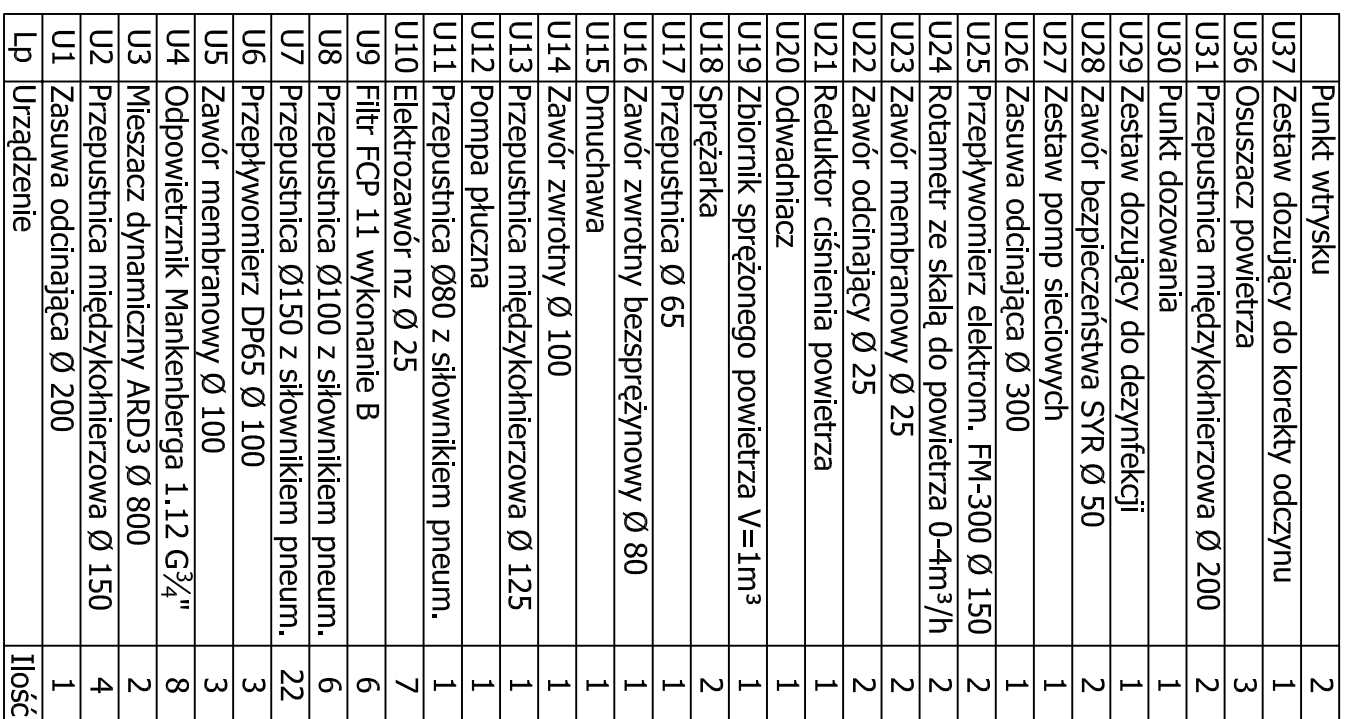 Punkt wtrysku 2
U37 Zestaw dozujący do korekty odczynu 1
U36 Osuszacz powietrza 3
U31 Przepustnica międzykołnierzowa Ø 200 2
U30 Punkt dozowania 1
U29 Zestaw dozujący do dezynfekcji 1
U28 Zawór bezpieczeństwa SYR Ø 50 2
U27 Zestaw pomp sieciowych 1
U26 Zasuwa odcinająca Ø 300 1
U25 Przepływomierz elektrom. FM-300 Ø 150 2
U24 Rotametr ze skalą do powietrza 0-4m³/h 2
U23 Zawór membranowy Ø 25 2
U22 Zawór odcinający Ø 25 2
U21 Reduktor ciśnienia powietrza 1
U20 Odwadniacz 1
U19 Zbiornik sprężonego powietrza V=1m³ 1
U18 Sprężarka 2
U17 Przepustnica Ø 65 1
U16 Zawór zwrotny bezsprężynowy Ø 80 1
U15 Dmuchawa 1
U14 Zawór zwrotny Ø 100 1
U13 Przepustnica międzykołnierzowa Ø 125 1
U12 Pompa płuczna 1
U11 Przepustnica Ø80 z siłownikiem pneum. 1
U10 Elektrozawór nz Ø 25 7
U9 Filtr FCP 11 wykonanie B 6
U8 Przepustnica Ø100 z siłownikiem pneum. 6
U7 Przepustnica Ø150 z siłownikiem pneum. 22
U6 Przepływomierz DP65 Ø 100 3
U5 Zawór membranowy Ø 100 3
U4 Odpowietrznik Mankenberga 1.12 G¾" 8
U3 Mieszacz dynamiczny ARD3 Ø 800 2
U2 Przepustnica międzykołnierzowa Ø 150 4
U1 Zasuwa odcinająca Ø 200 1
Lp Urządzenie Ilość